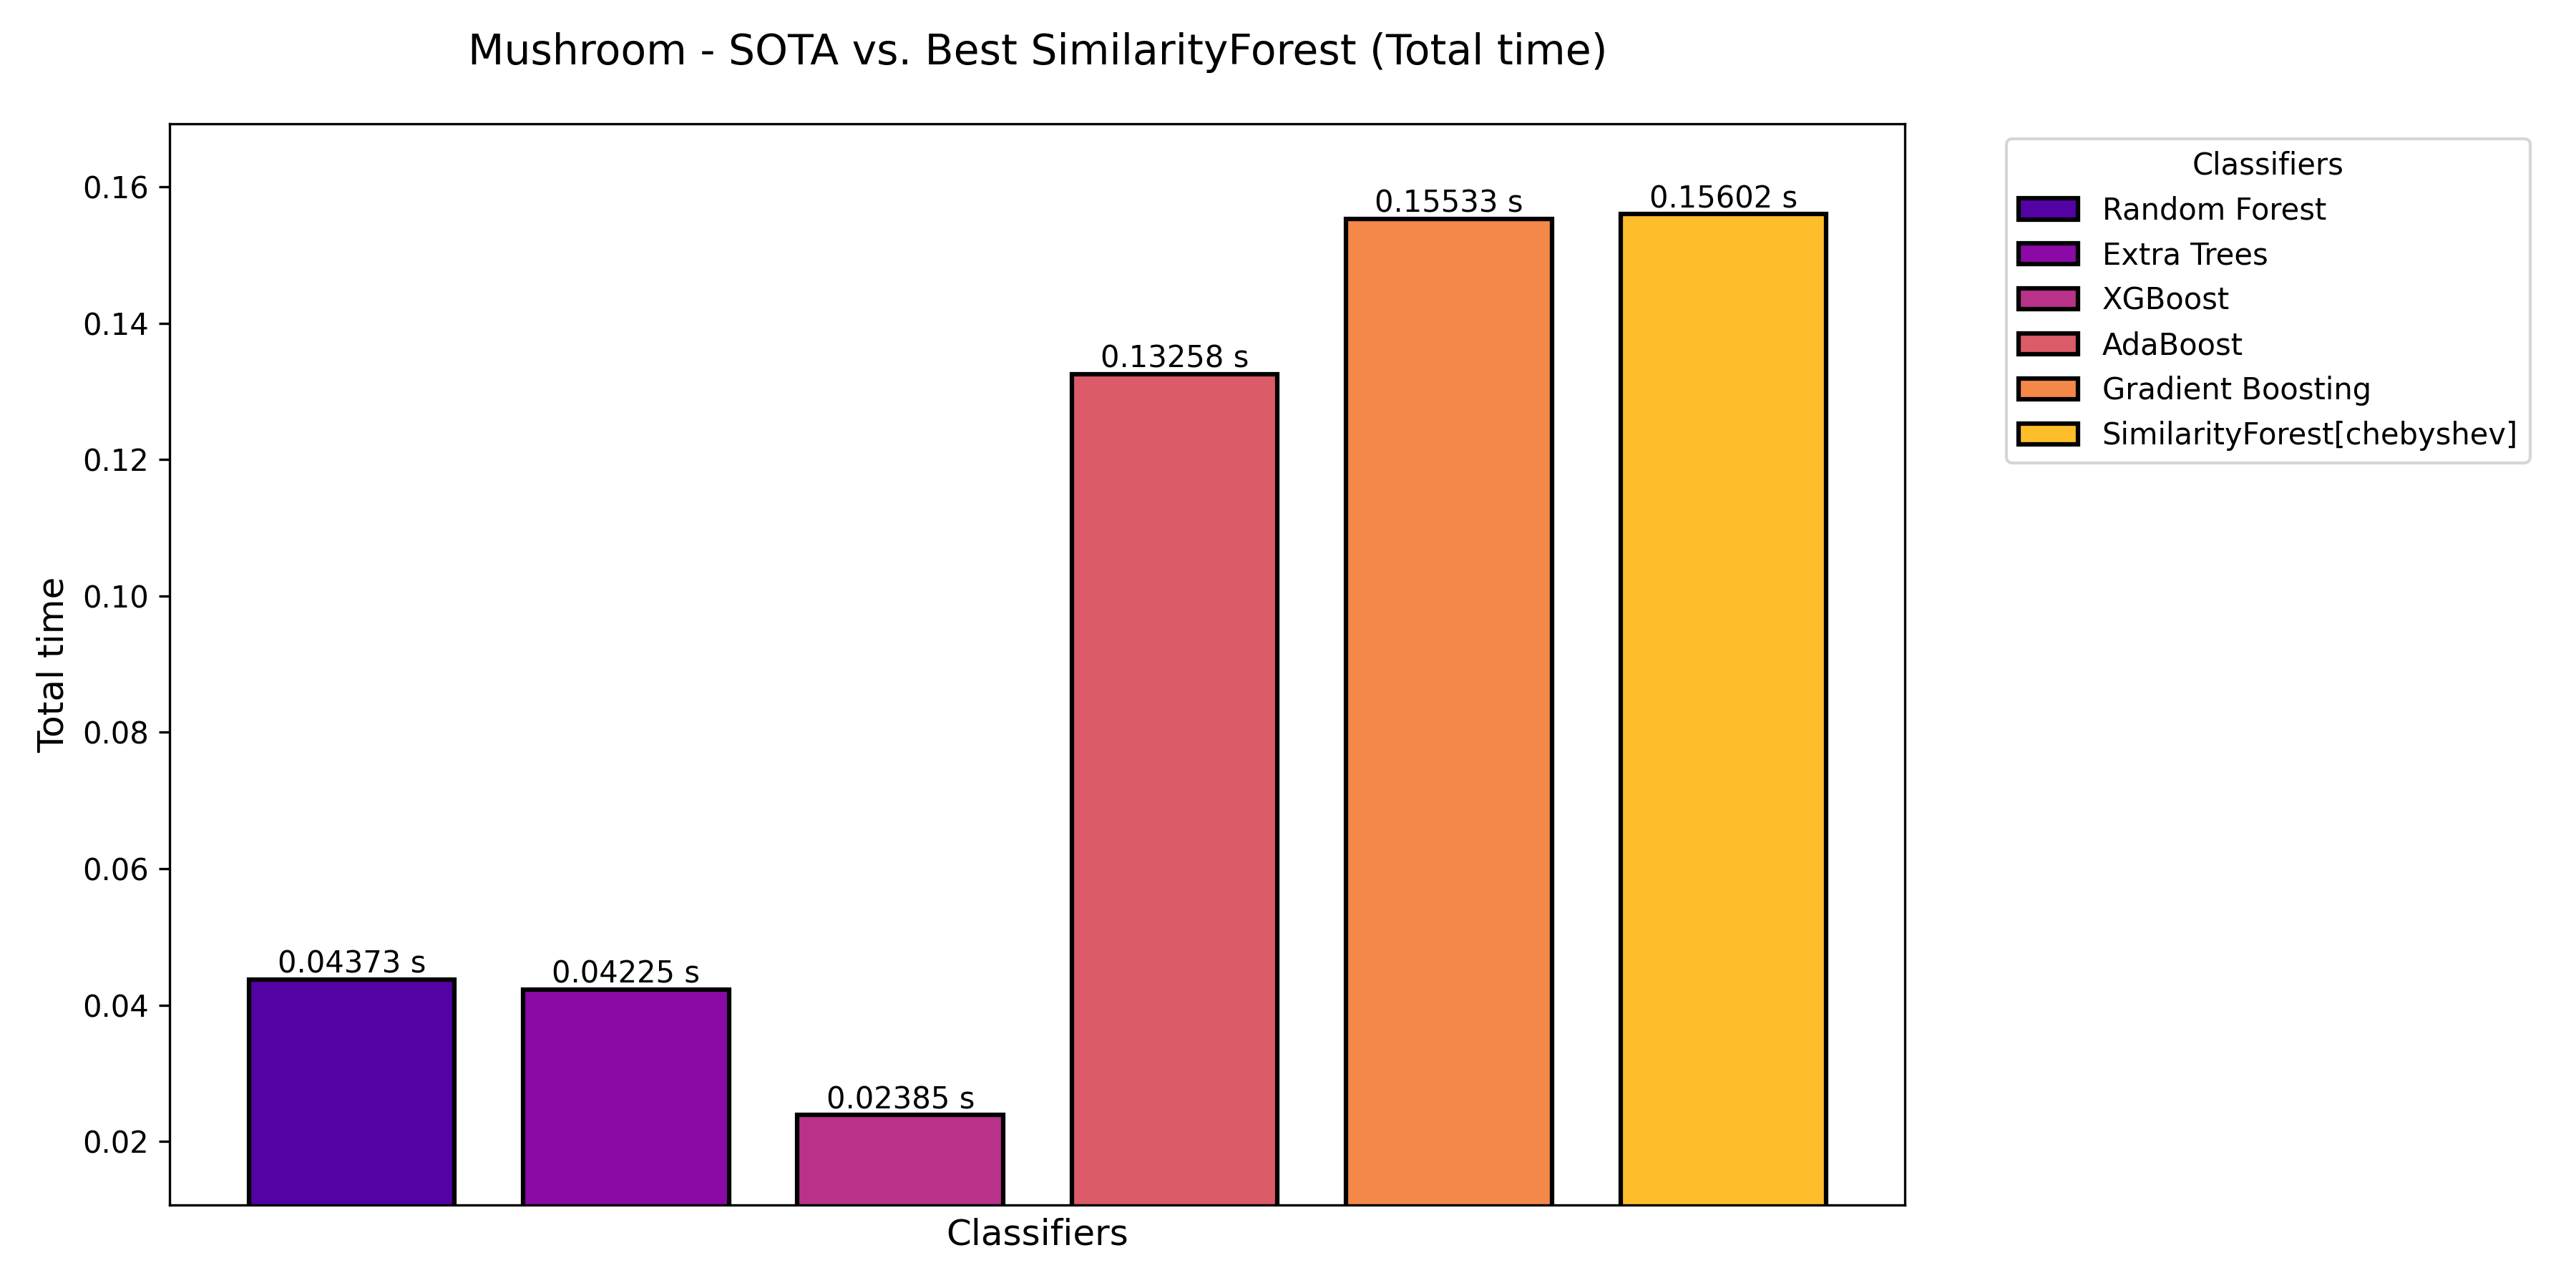 Mushroom - SOTA vs. Best SimilarityForest (Total time)
Total time
0.16
0.14
0.12
0.10
0.08
0.06
0.04
0.02
0.04373 s
0.04225 s
0.02385 s
0.13258 s
0.15533 s
0.15602 s
Classifiers
Classifiers
Random Forest
Extra Trees
XGBoost
AdaBoost
Gradient Boosting
SimilarityForest[chebyshev]